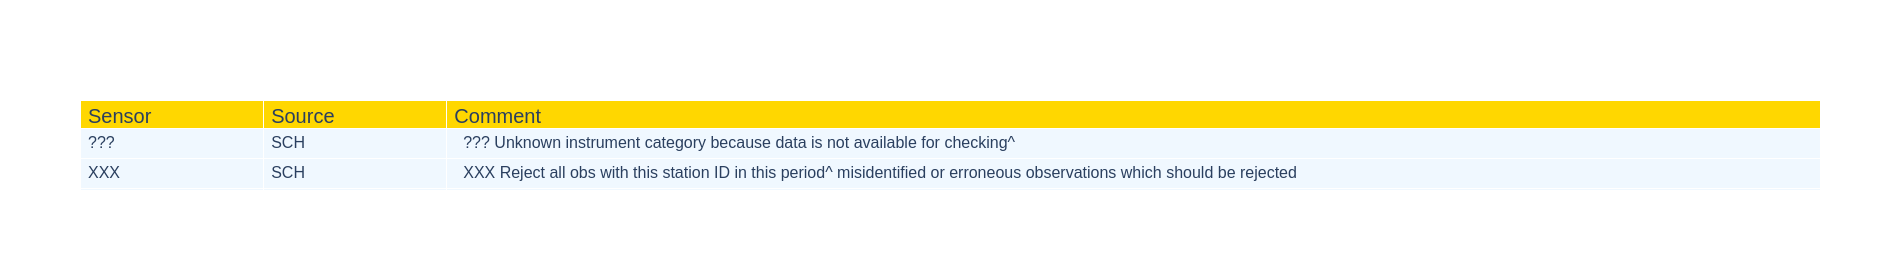 Sensor Source Comment
??? SCH ??? Unknown instrument category because data is not available for checking^
XXX SCH XXX Reject all obs with this station ID in this period^ misidentified or erroneous observations which should be rejected